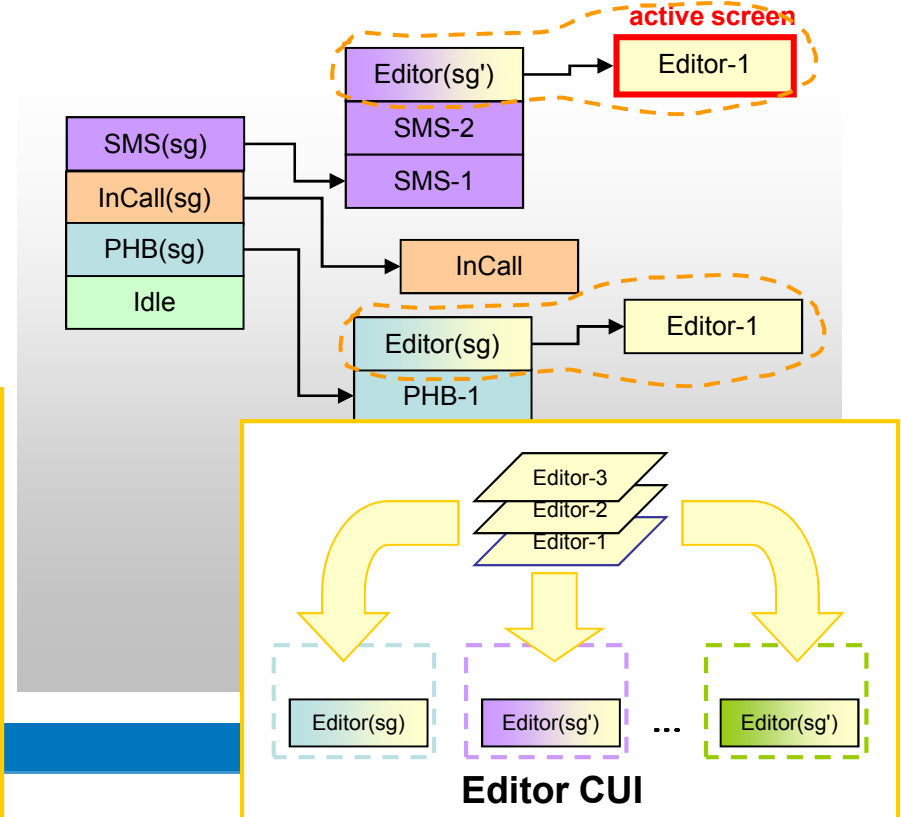 active screen
Editor(sg')
Editor-1
SMS-2
SMS-1
SMS(sg)
InCall(sg)
PHB(sg)
Idle
InCall
Editor(sg)
Editor-1
PHB-1
Editor-3
Editor-2
Editor-1
Editor(sg)
Editor(sg')
...
Editor(sg')
Editor CUI